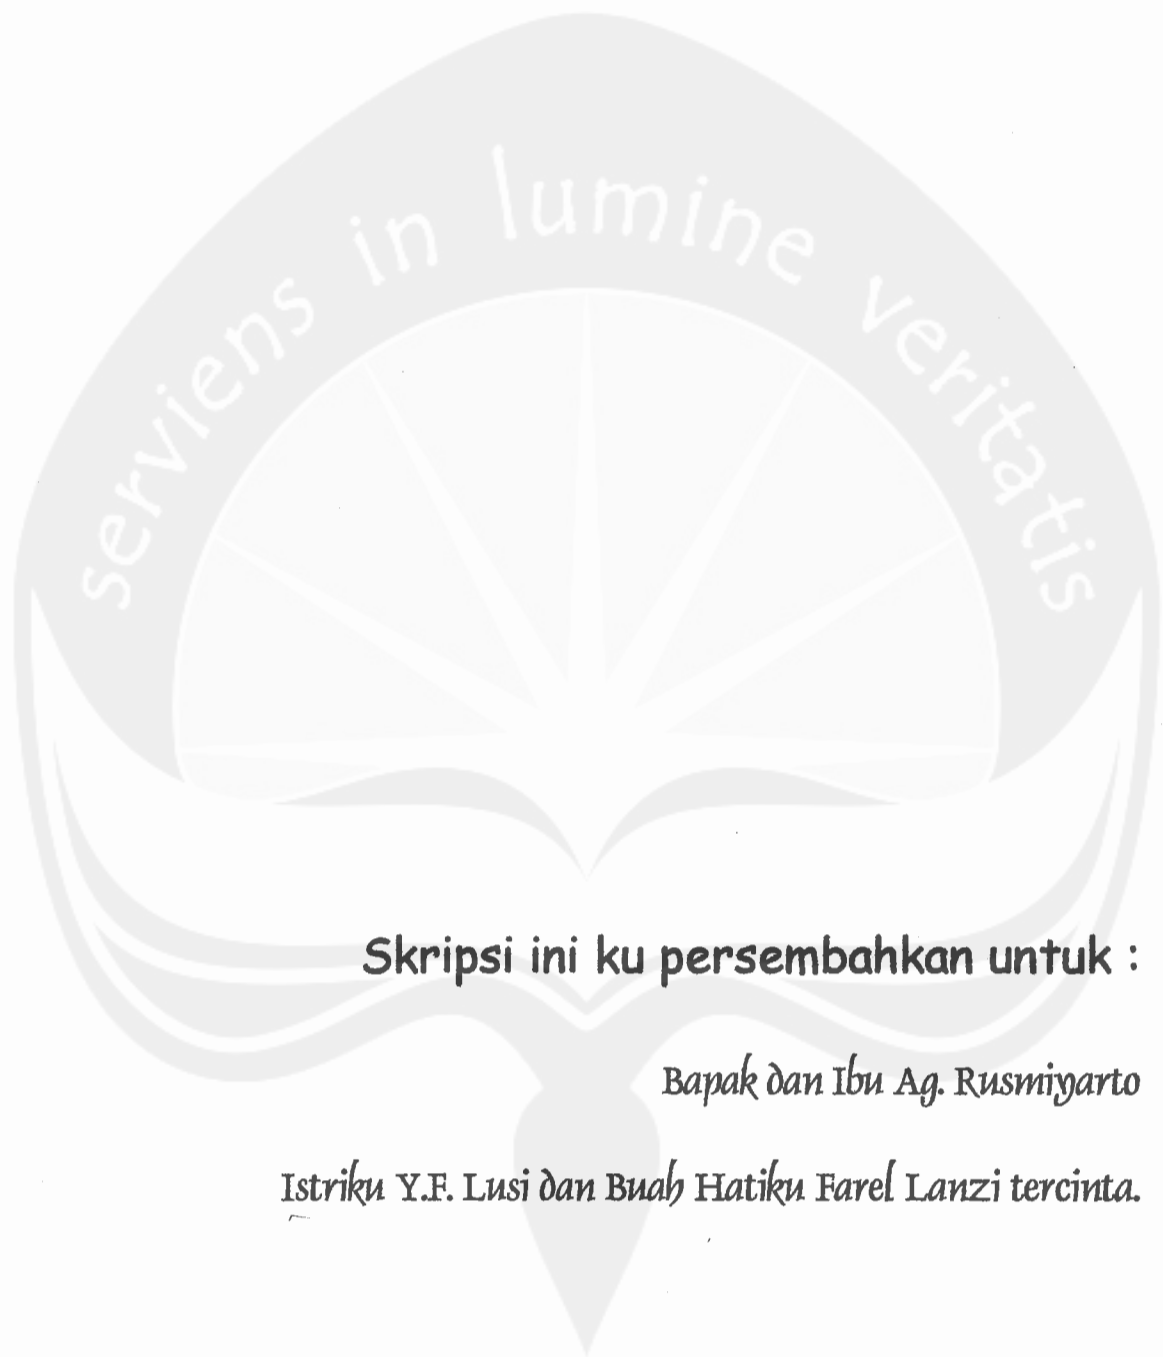 serviens in lumine veritatis
Skripsi ini ku persembahkan untuk :
Bapak dan Ibu Ag. Rusmiyarto
Istriku Y.F. Lusi dan Buah Hatiku Farel Lanzi tercinta.